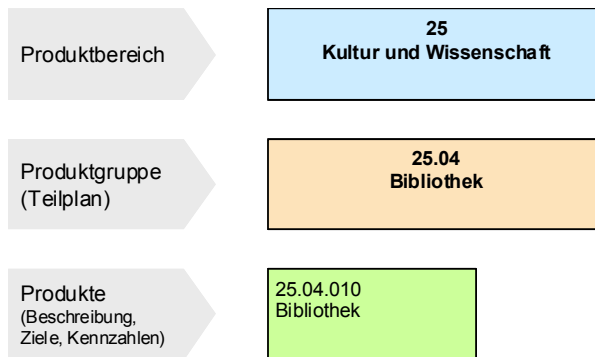 Produktbereich
25
Kultur und Wissenschaft
Produktgruppe
(Teilplan)
25.04
Bibliothek
Produkte
(Beschreibung,
Ziele, Kennzahlen)
25.04.010
Bibliothek